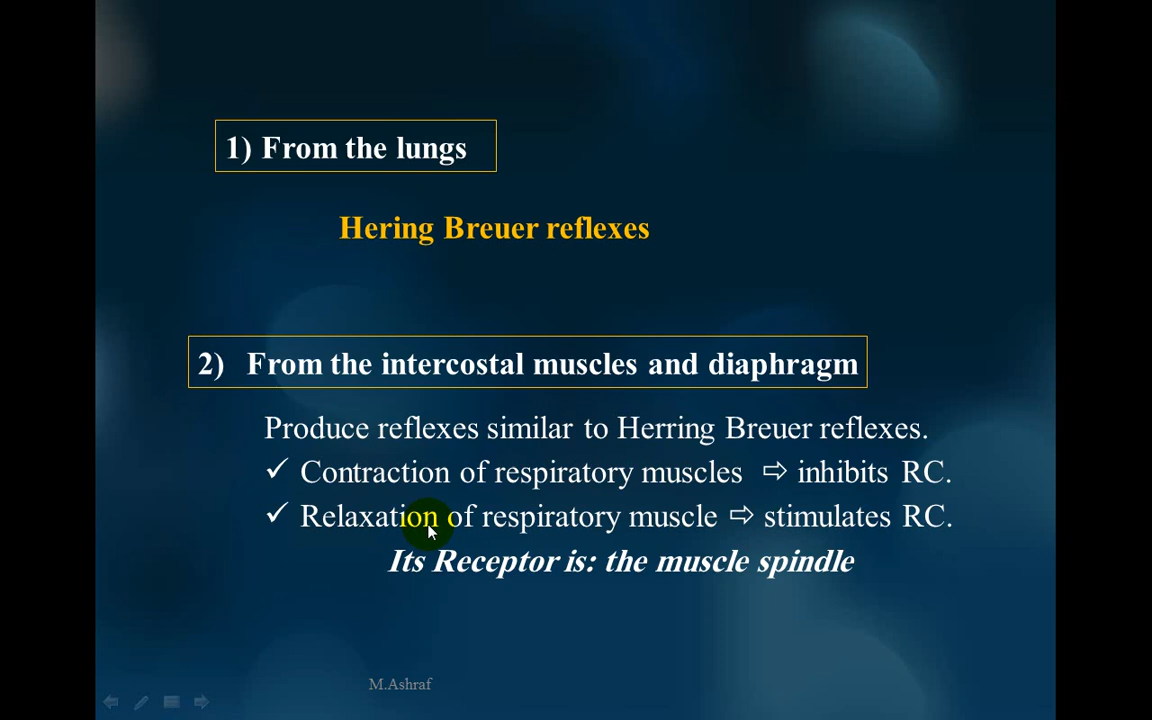 1) From the lungs
Hering Breuer reflexes
2) From the intercostal muscles and diaphragm
Produce reflexes similar to Herring Breuer reflexes.
✓ Contraction of respiratory muscles ⇨ inhibits RC.
✓ Relaxation of respiratory muscle ⇨ stimulates RC.
Its Receptor is: the muscle spindle
M.Ashraf